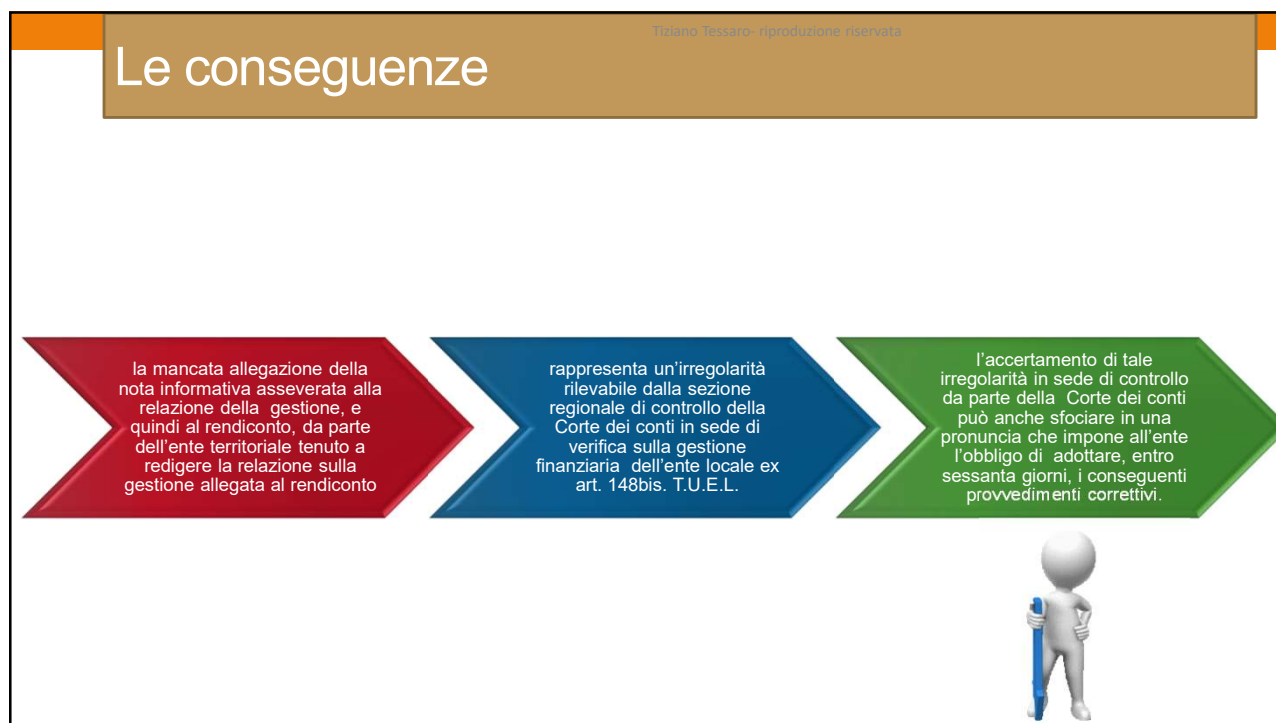 Tiziano Tessaro- riproduzione riservata
Le conseguenze
la mancata allegazione della
nota informativa asseverata alla
relazione della gestione, e
quindi al rendiconto, da parte
dell'ente territoriale tenuto a
redigere la relazione sulla
gestione allegata al rendiconto
rappresenta un'irregolarità
rilevabile dalla sezione
regionale di controllo della
Corte dei conti in sede di
verifica sulla gestione
finanziaria dell'ente locale ex
art. 148bis. T.U.E.L.
l'accertamento di tale
irregolarità in sede di controllo
da parte della Corte dei conti
può anche sfociare in una
pronuncia che impone all'ente
l'obbligo di adottare, entro
sessanta giorni, i conseguenti
provvedimenti correttivi.